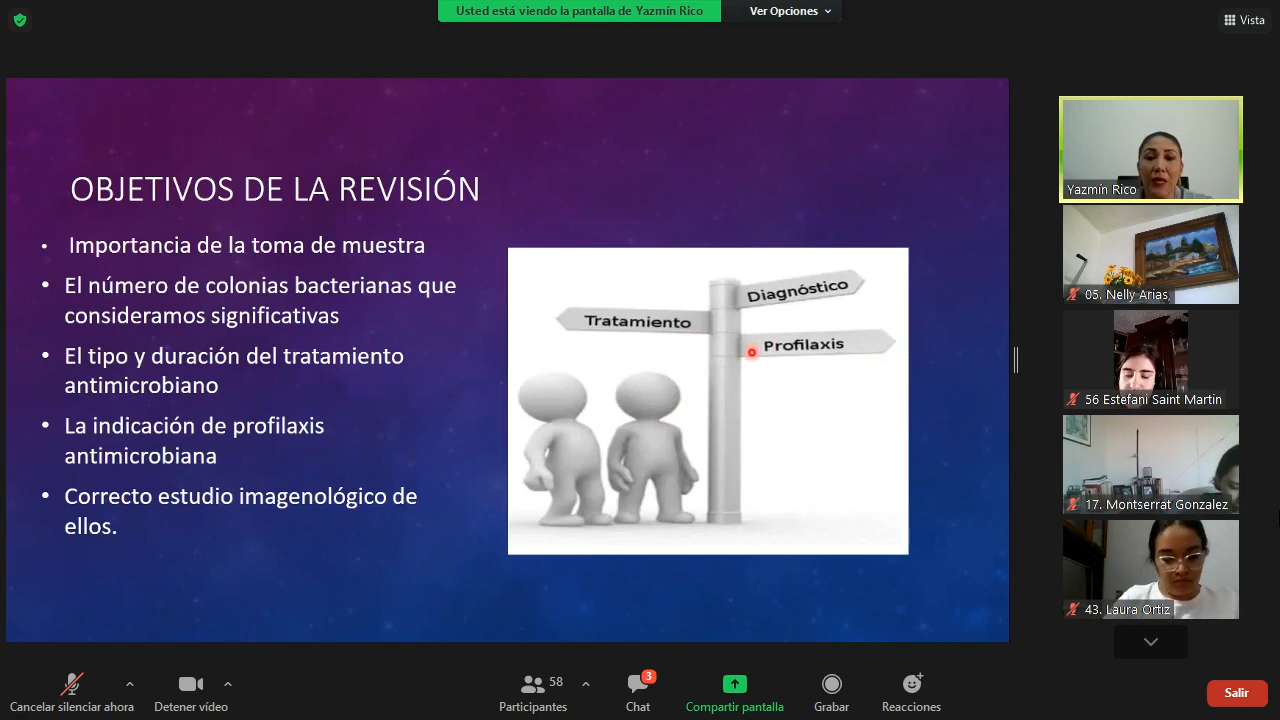 Usted está viendo la pantalla de Yazmín Rico
Ver Opciones
Vista
OBJETIVOS DE LA REVISIÓN
• Importancia de la toma de muestra
• El número de colonias bacterianas que
consideramos significativas
• El tipo y duración del tratamiento
antimicrobiano
• La indicación de profilaxis
antimicrobiana
• Correcto estudio imagenológico de
ellos.
Diagnóstico
Tratamiento
Profilaxis
Yazmín Rico
05. Nelly Arias,
56 Estefani Saint Martin
17. Montserrat Gonzalez
43. Laura Ortiz
Cancelar silenciar ahora
Detener vídeo
58
Participantes
3
Chat
Compartir pantalla
Grabar
Reacciones
Salir